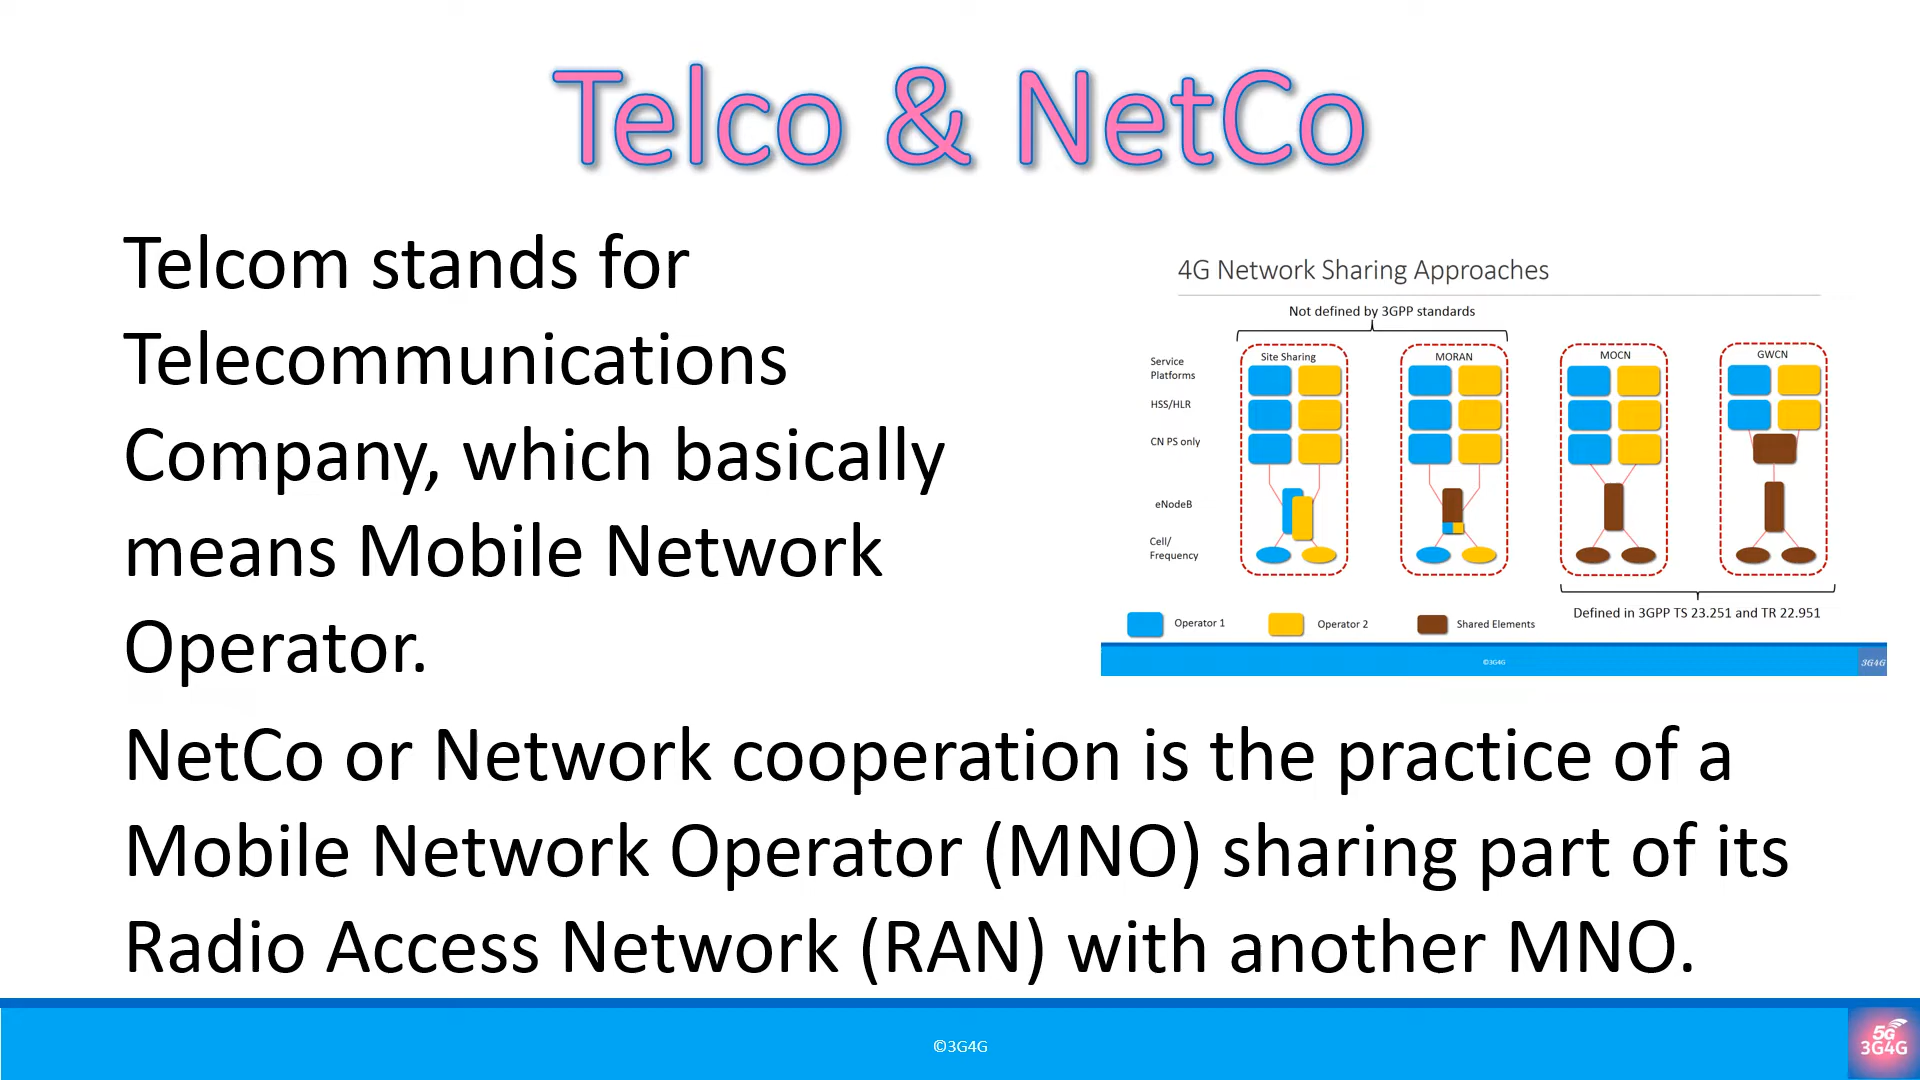 Telco & NetCo
Telcom stands for
Telecommunications
Company, which basically
means Mobile Network
Operator.
4G Network Sharing Approaches
Not defined by 3GPP standards
Site Sharing
MORAN
MOCN
GWCN
Service
Platforms
HSS/HLR
CN PS only
eNodeB
Cell/
Frequency
Defined in 3GPP TS 23.251 and TR 22.951
Operator 1
Operator 2
Shared Elements
©3G4G
3G4G
NetCo or Network cooperation is the practice of a
Mobile Network Operator (MNO) sharing part of its
Radio Access Network (RAN) with another MNO.
©3G4G
5G
3G4G